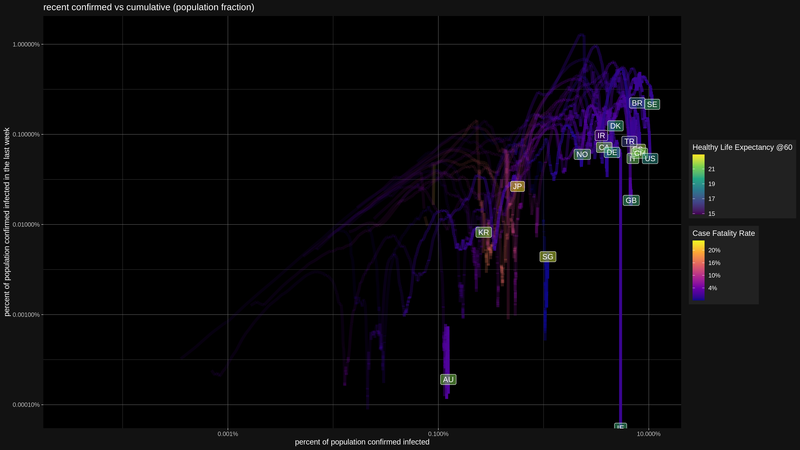 recent confirmed vs cumulative (population fraction)
percent of population confirmed infected in the last week
1.00000%
0.10000%
0.01000%
0.00100%
0.00010%
BR
SE
DK
IR
TR
CA
NO
DE
IT
US
JP
GB
KR
SG
AU
IE
0.001%
0.100%
10.000%
percent of population confirmed infected
Healthy Life Expectancy @60
21
19
17
15
Case Fatality Rate
20%
16%
10%
4%